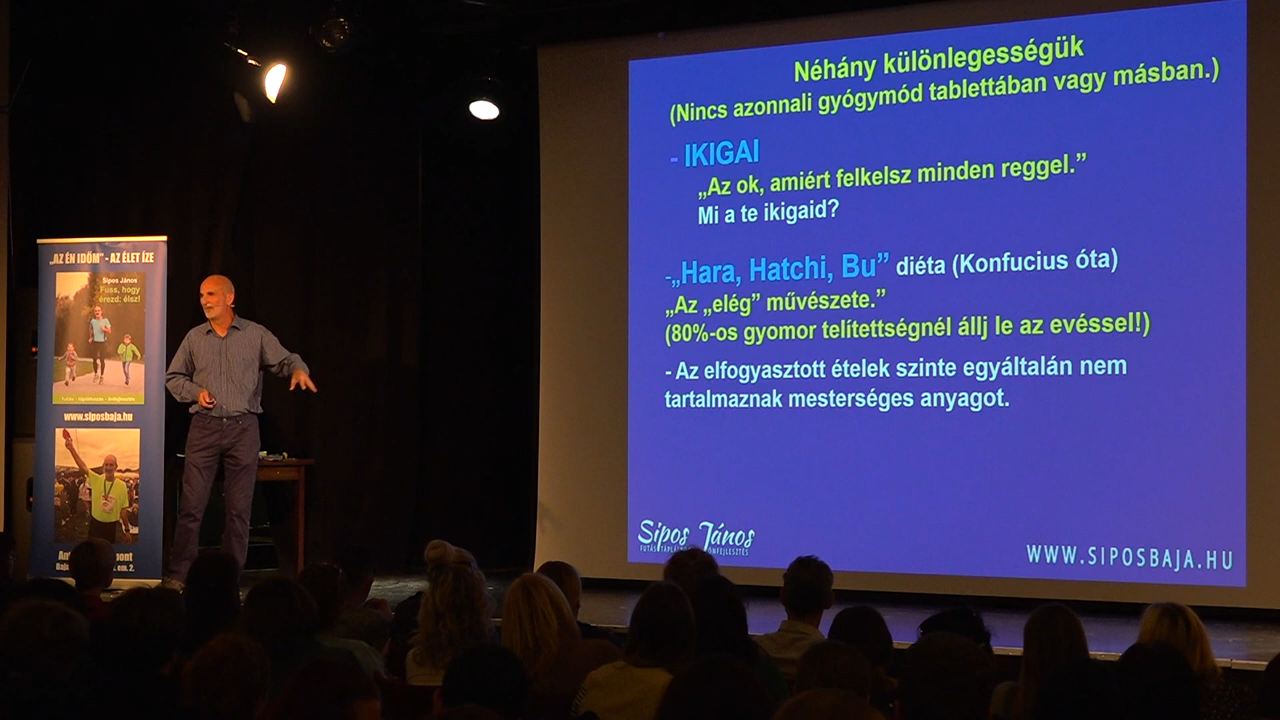 „AZ ÉN IDŐM” - AZ ÉLET ÍZE
Sipos János
Fuss, hogy
érezd: élsz!
www.siposbaja.hu
Néhány különlegességük
(Nincs azonnali gyógymód tablettában vagy másban.)
- IKIGAI
„Az ok, amiért felkelsz minden reggel.”
Mi a te ikigaid?
-„Hara, Hatchi, Bu” diéta (Konfucius óta)
„Az „elég” művészete.”
(80%-os gyomor telítettségnél állj le az evéssel!)
- Az elfogyasztott ételek szinte egyáltalán nem
tartalmaznak mesterséges anyagot.
Sipos János
WWW.SIPOSBAJA.HU